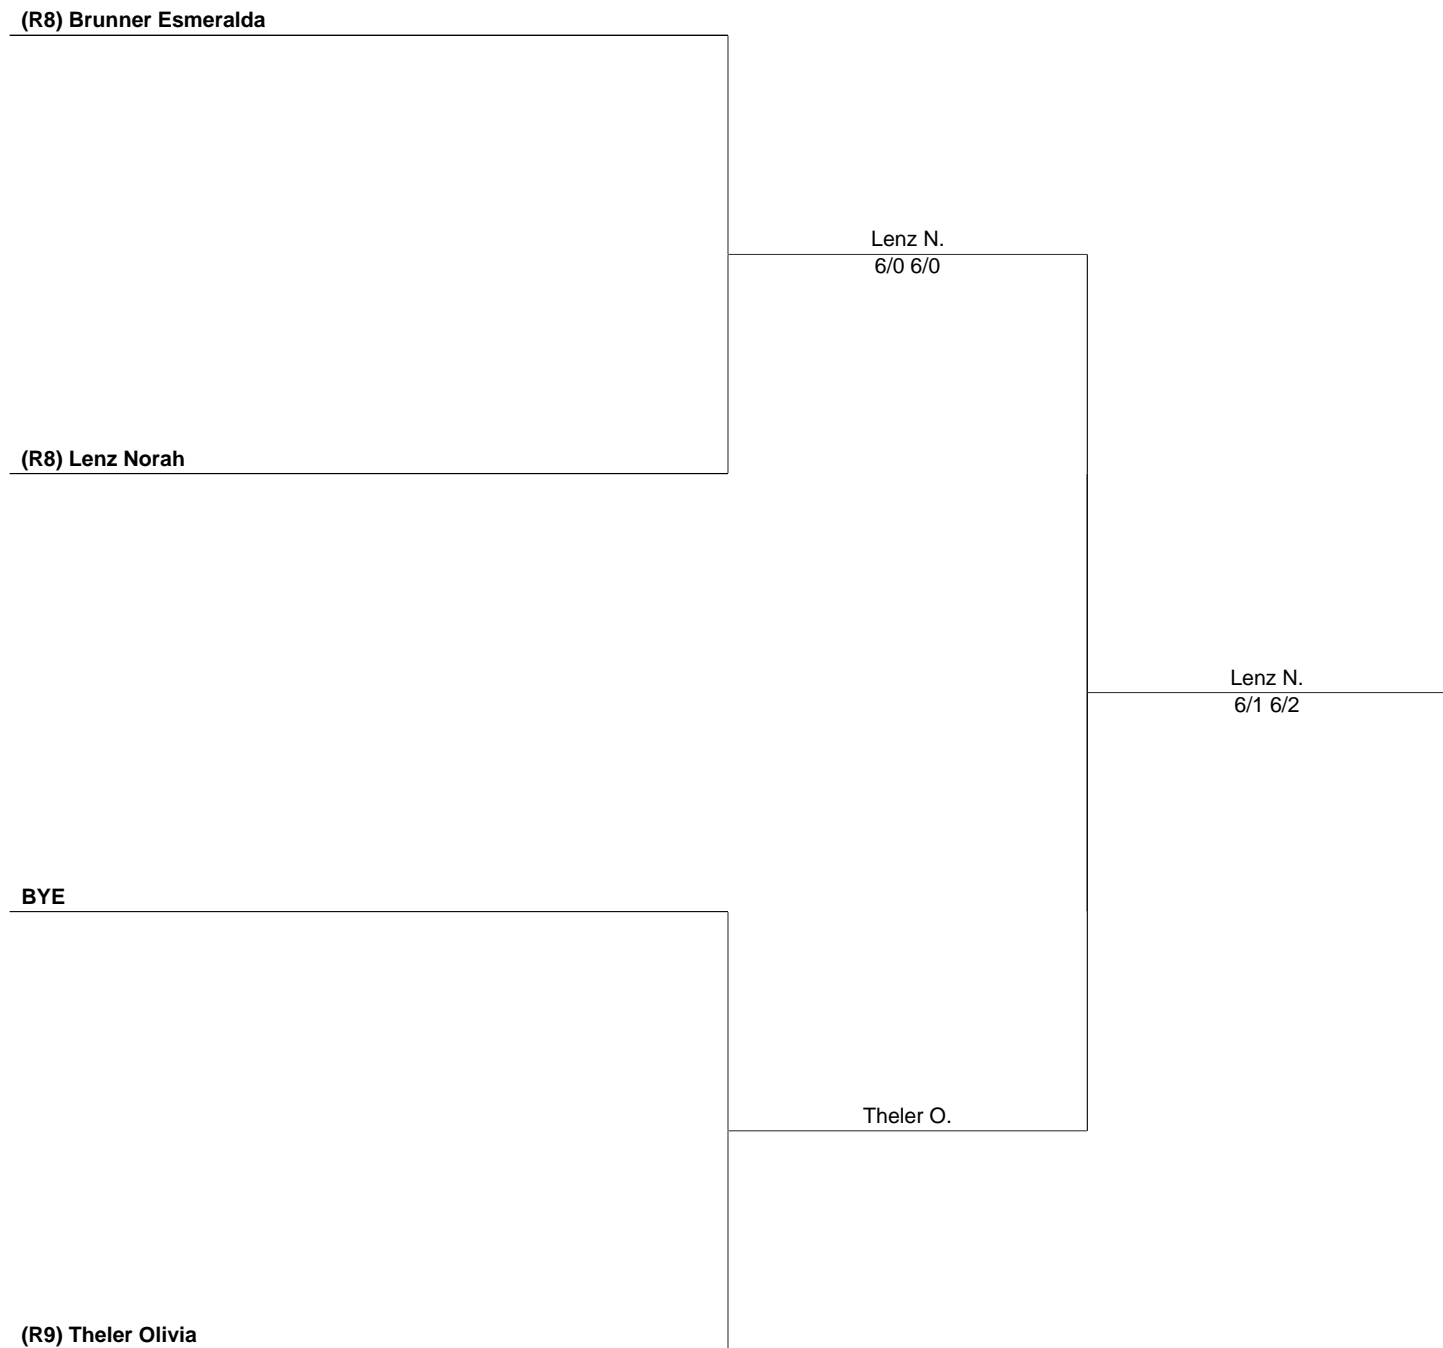 (R8) Brunner Esmeralda
Lenz N.
6/0 6/0
(R8) Lenz Norah
Lenz N.
6/1 6/2
BYE
Theler O.
(R9) Theler Olivia